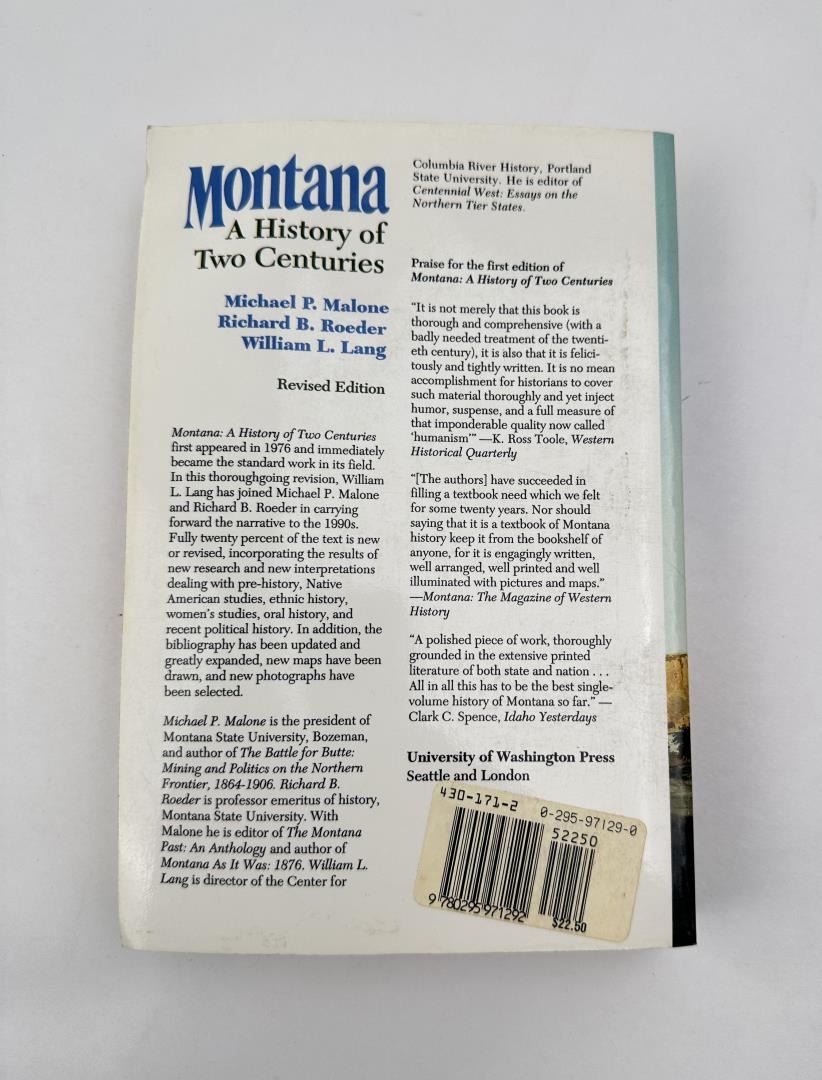 Montana
A History of
Two Centuries
Michael P. Malone
Richard B. Roeder
William L. Lang
Revised Edition
Montana: A History of Two Centuries
first appeared in 1976 and immediately
became the standard work in its field.
In this thoroughgoing revision, William
L. Lang has joined Michael P. Malone
and Richard B. Roeder in carrying
forward the narrative to the 1990s.
Fully twenty percent of the text is new
or revised, incorporating the results of
new research and new interpretations
dealing with pre-history, Native
American studies, ethnic history,
women's studies, oral history, and
recent political history. In addition, the
bibliography has been updated and
greatly expanded, new maps have been
drawn, and new photographs have
been selected.
Michael P. Malone is the president of
Montana State University, Bozeman,
and author of The Battle for Butte:
Mining and Politics on the Northern
Frontier, 1864-1906. Richard B.
Roeder is professor emeritus of history,
Montana State University. With
Malone he is editor of The Montana
Past: An Anthology and author of
Montana As It Was: 1876. William L.
Lang is director of the Center for
Columbia River History, Portland
State University. He is editor of
Centennial West: Essays on the
Northern Tier States.
Praise for the first edition of
Montana: A History of Two Centuries
“It is not merely that this book is
thorough and comprehensive (with a
badly needed treatment of the twenti-
eth century), it is also that it is felici-
tously and tightly written. It is no mean
accomplishment for historians to cover
such material thoroughly and yet inject
humor, suspense, and a full measure of
that imponderable quality now called
‘humanism’” —K. Ross Toole, Western
Historical Quarterly
“[The authors] have succeeded in
filling a textbook need which we felt
for some twenty years. Nor should
saying that it is a textbook of Montana
history keep it from the bookshelf of
anyone, for it is engagingly written,
well arranged, well printed and well
illuminated with pictures and maps.”
—Montana: The Magazine of Western
History
“A polished piece of work, thoroughly
grounded in the extensive printed
literature of both state and nation . . .
All in all this has to be the best single-
volume history of Montana so far.” —
Clark C. Spence, Idaho Yesterdays
University of Washington Press
Seattle and London
430-171-2
0-295-97129-0
52250
9 780295 971292
$22.50